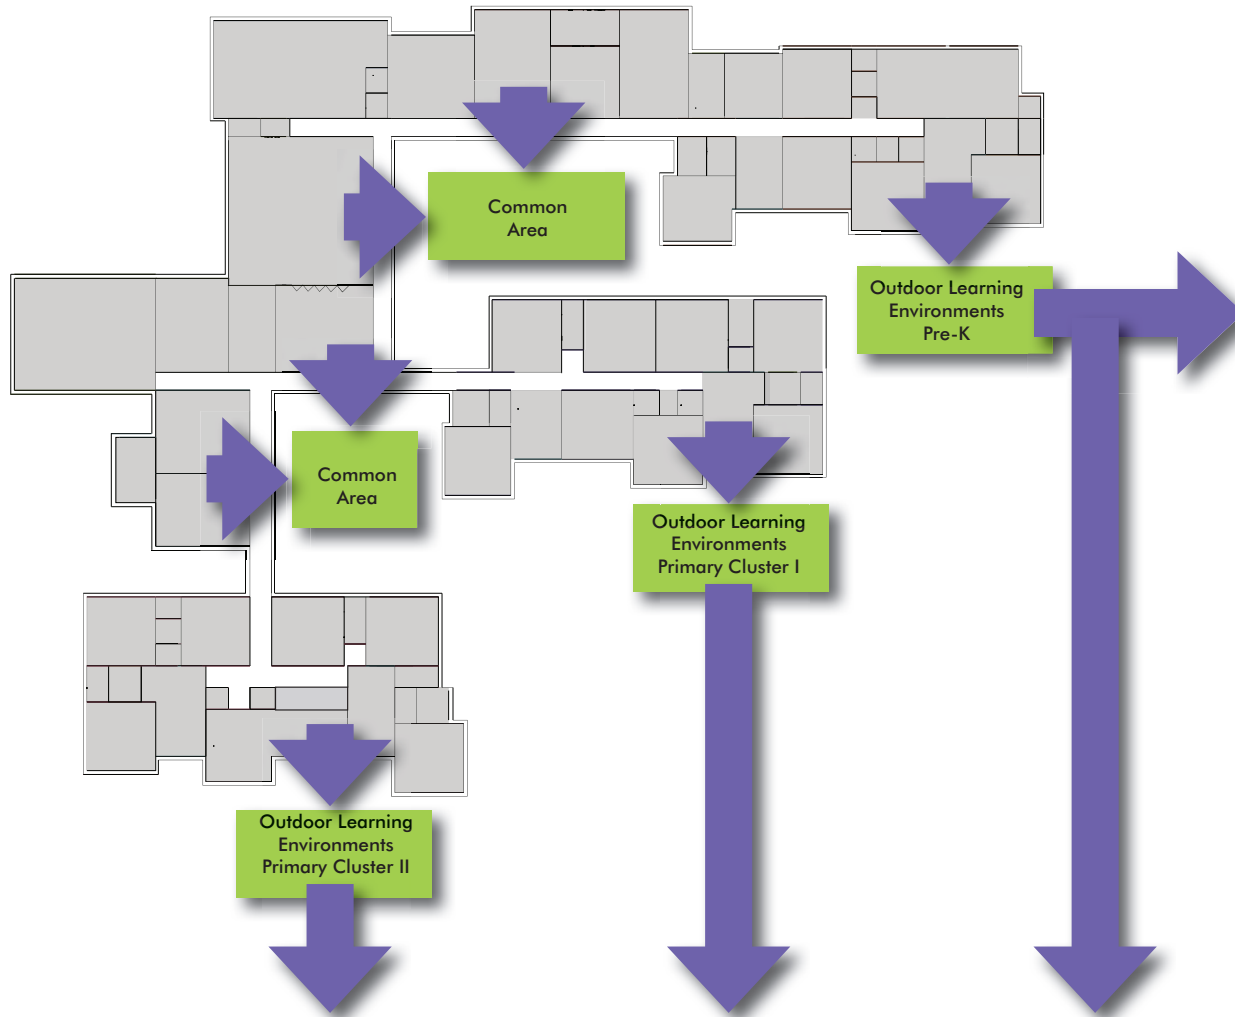 Common
Area
Outdoor Learning
Environments
Pre-K
Common
Area
Outdoor Learning
Environments
Primary Cluster I
Outdoor Learning
Environments
Primary Cluster II